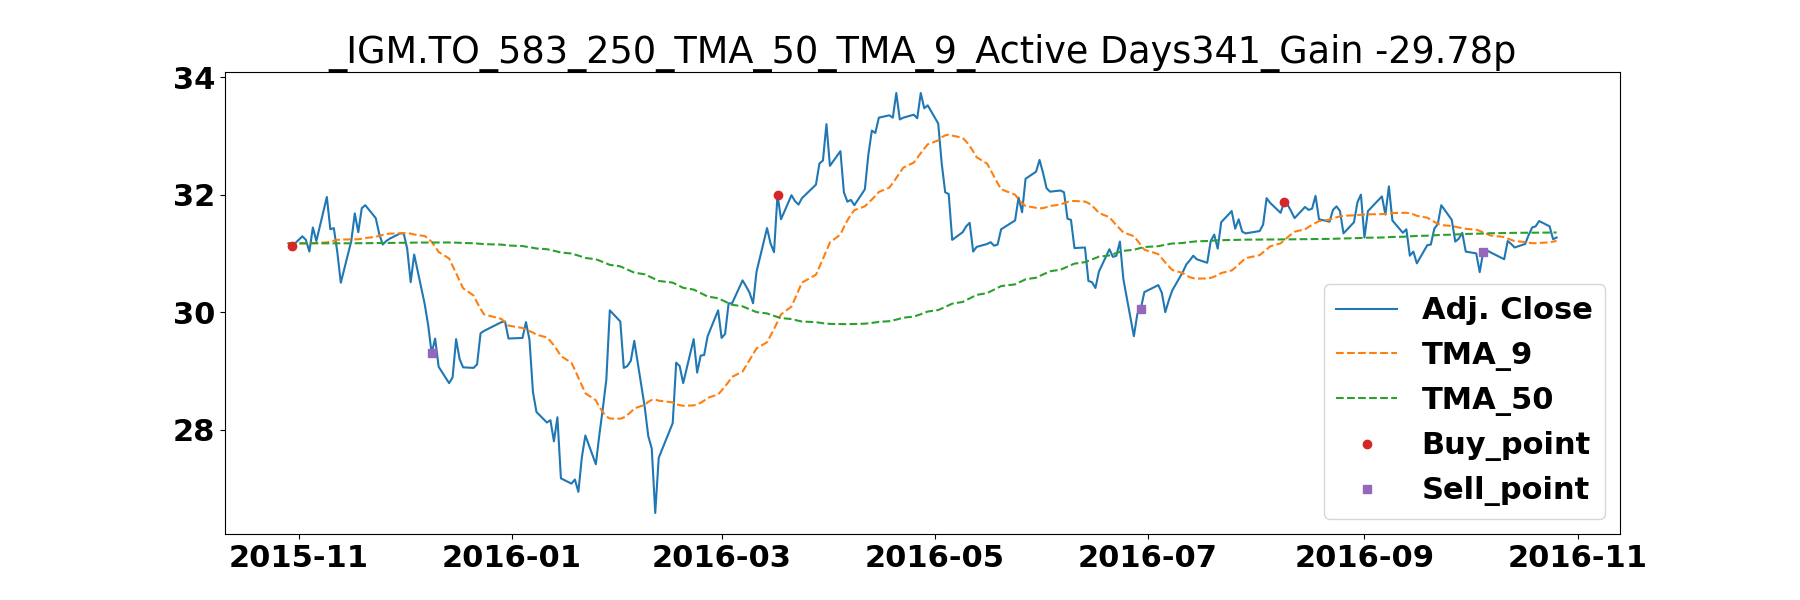 _IGM.TO_583_250_TMA_50_TMA_9_Active Days341_Gain -29.78p
34
32
30
28
Adj. Close
TMA_9
TMA_50
Buy_point
Sell_point
2015-11 2016-01 2016-03 2016-05 2016-07 2016-09 2016-11